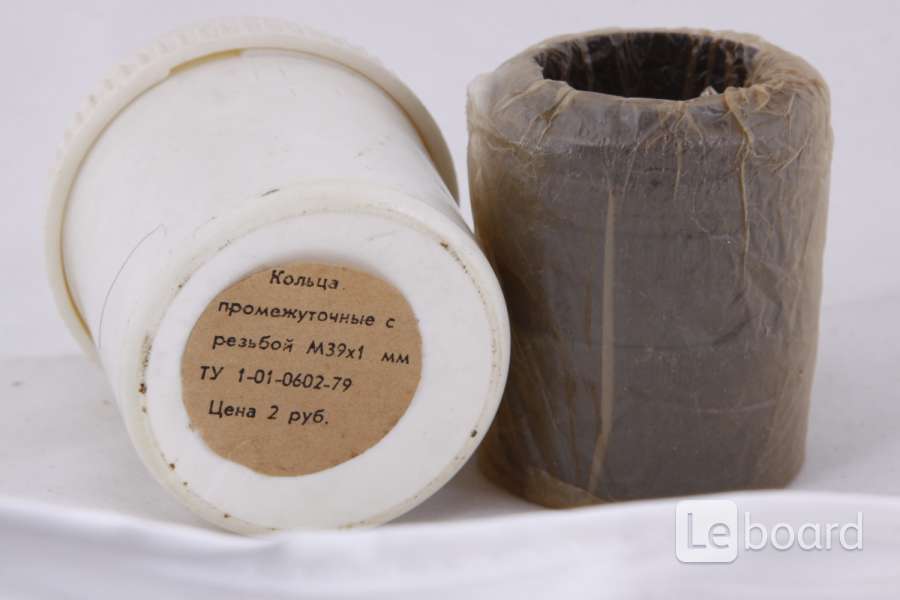 Кольца
промежуточные с
резьбой М39х1 мм
ТУ 1-01-0602-79
Цена 2 руб.
Leboard